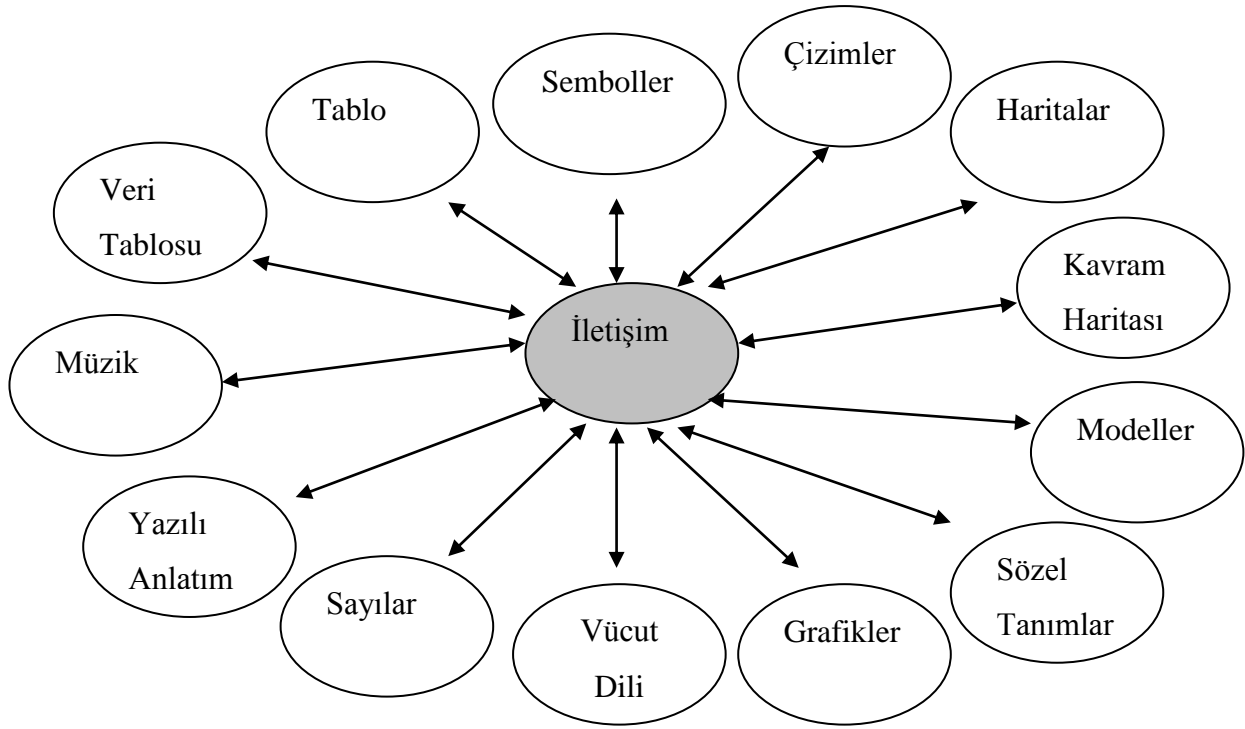 Çizimler
Semboller
Tablo
Haritalar
Veri
Tablosu
Kavram
Haritası
İletişim
Müzik
Modeller
Yazılı
Anlatım
Sözel
Tanımlar
Sayılar
Vücut
Dili
Grafikler